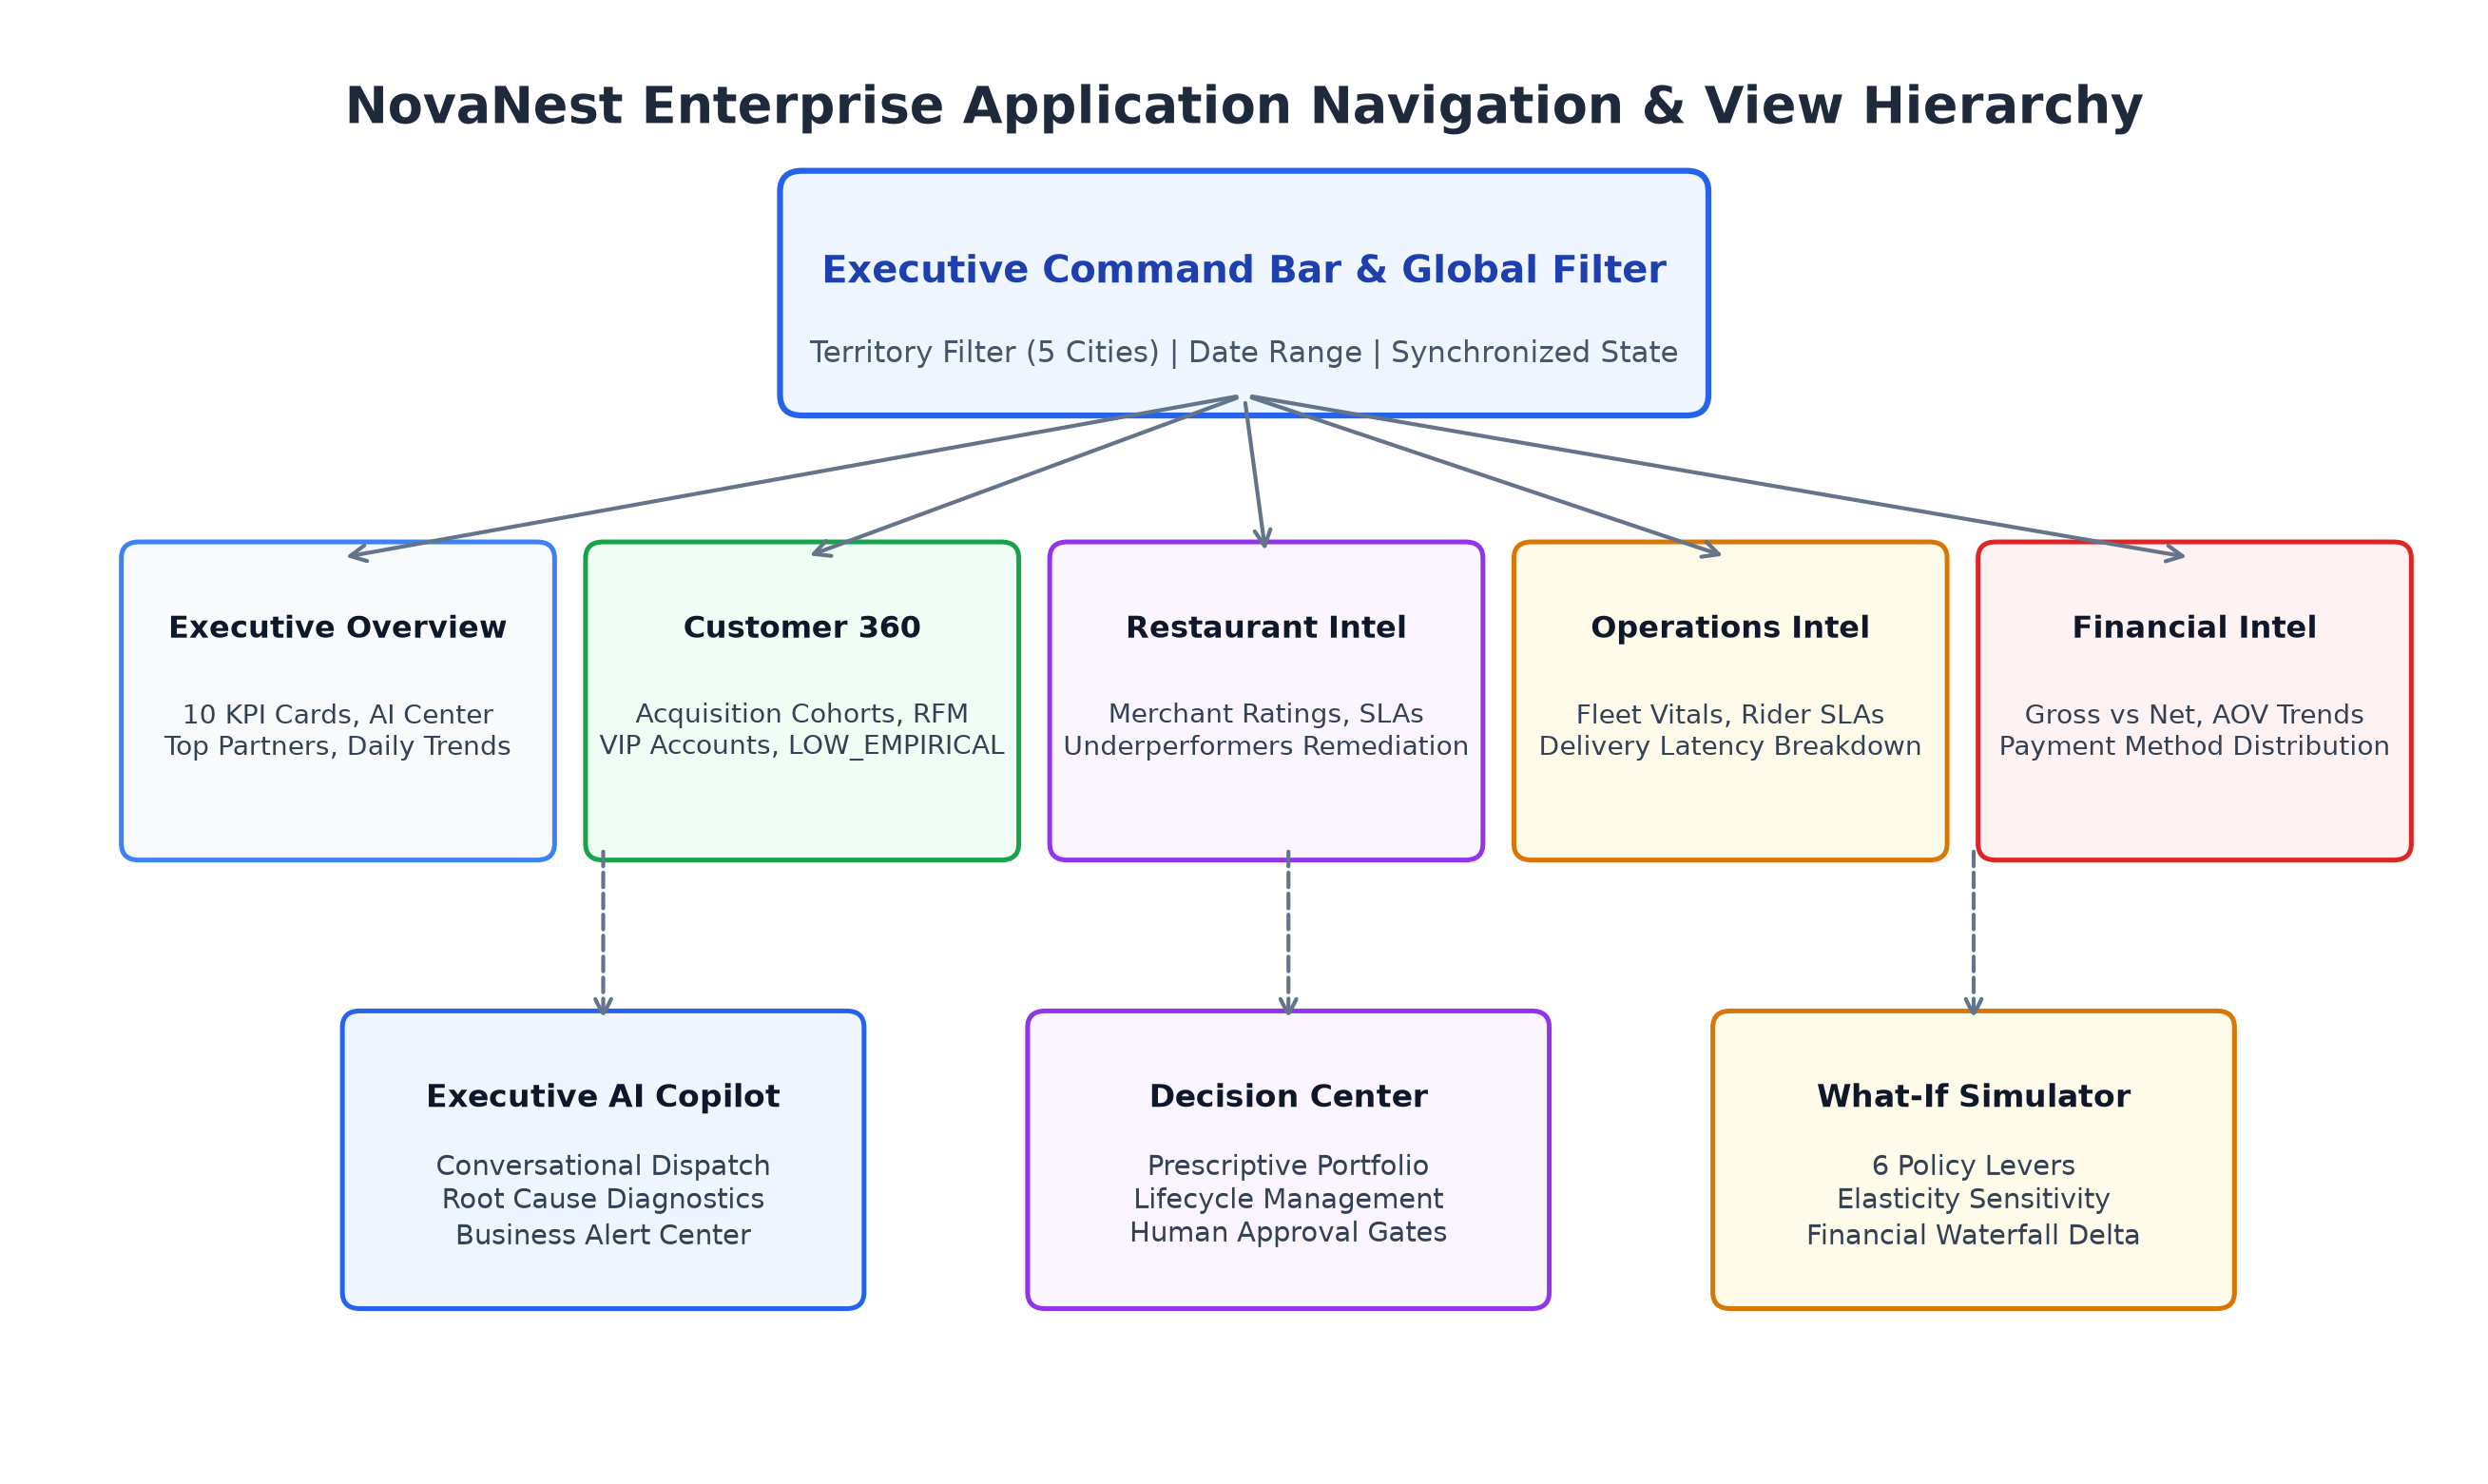 NovaNest Enterprise Application Navigation & View Hierarchy
Executive Command Bar & Global Filter
Territory Filter (5 Cities) | Date Range | Synchronized State
Executive Overview
10 KPI Cards, AI Center
Top Partners, Daily Trends
Customer 360
Acquisition Cohorts, RFM
VIP Accounts, LOW_EMPIRICAL
Restaurant Intel
Merchant Ratings, SLAs
Underperformers Remediation
Operations Intel
Fleet Vitals, Rider SLAs
Delivery Latency Breakdown
Financial Intel
Gross vs Net, AOV Trends
Payment Method Distribution
Executive AI Copilot
Conversational Dispatch
Root Cause Diagnostics
Business Alert Center
Decision Center
Prescriptive Portfolio
Lifecycle Management
Human Approval Gates
What-If Simulator
6 Policy Levers
Elasticity Sensitivity
Financial Waterfall Delta